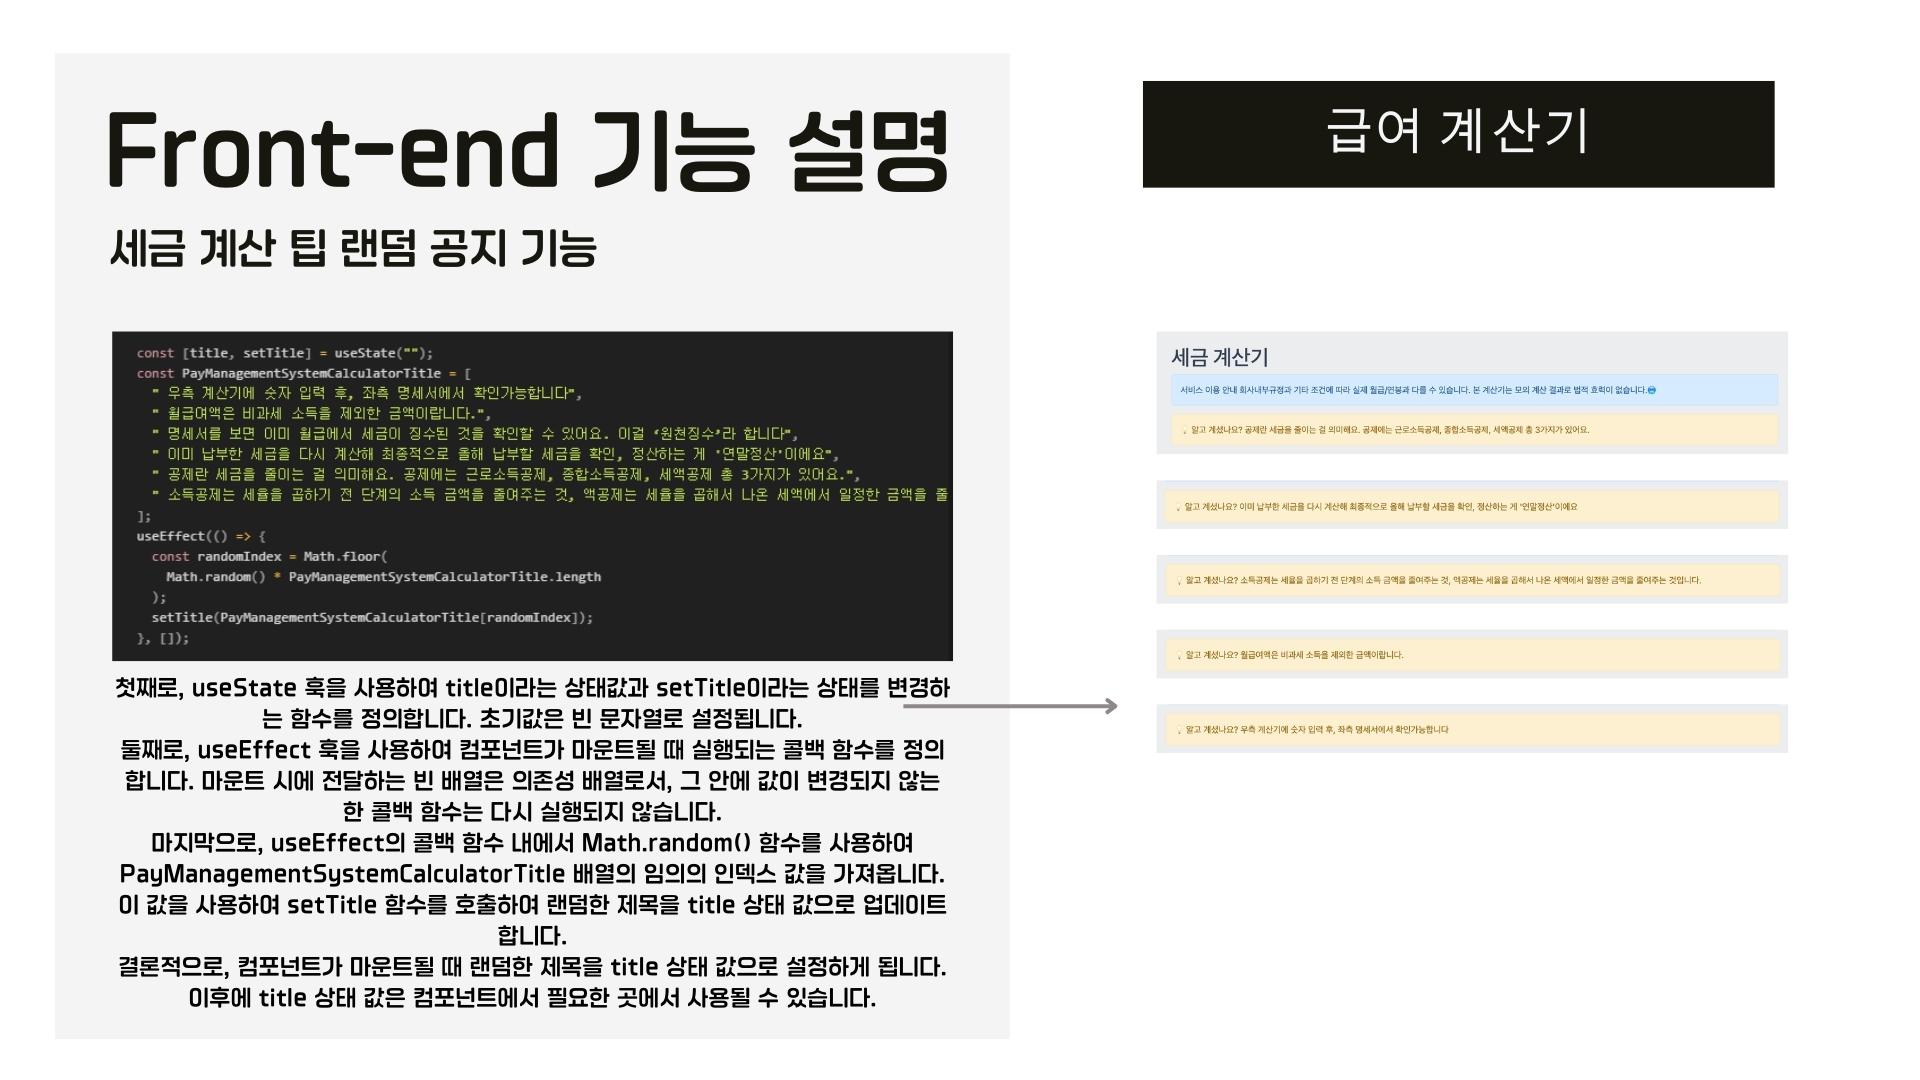 Front-end 기능 설명
세금 계산 팁 랜덤 공지 기능
const [title, setTitle] = useState("");
const PayManagementSystemCalculatorTitle = [
" 우측 계산기에 숫자 입력 후, 좌측 명세서에서 확인가능합니다",
" 월급여액은 비과세 소득을 제외한 금액이랍니다.",
" 명세서를 보면 이미 월급에서 세금이 징수된 것을 확인할 수 있어요. 이걸 ‘원천징수’라 합니다",
" 이미 납부한 세금을 다시 계산해 최종적으로 올해 납부할 세금을 확인, 정산하는 게 '연말정산'이에요",
" 공제란 세금을 줄이는 걸 의미해요. 공제에는 근로소득공제, 종합소득공제, 세액공제 총 3가지가 있어요.",
" 소득공제는 세율을 곱하기 전 단계의 소득 금액을 줄여주는 것, 액공제는 세율을 곱해서 나온 세액에서 일정한 금액을 줄
];
useEffect(() => {
const randomIndex = Math.floor(
Math.random() * PayManagementSystemCalculatorTitle.length
);
setTitle(PayManagementSystemCalculatorTitle[randomIndex]);
}, []);
첫째로, useState 훅을 사용하여 title이라는 상태값과 setTitle이라는 상태를 변경하
는 함수를 정의합니다. 초기값은 빈 문자열로 설정됩니다.
둘째로, useEffect 훅을 사용하여 컴포넌트가 마운트될 때 실행되는 콜백 함수를 정의
합니다. 마운트 시에 전달하는 빈 배열은 의존성 배열로서, 그 안에 값이 변경되지 않는
한 콜백 함수는 다시 실행되지 않습니다.
마지막으로, useEffect의 콜백 함수 내에서 Math.random() 함수를 사용하여
PayManagementSystemCalculatorTitle 배열의 임의의 인덱스 값을 가져옵니다.
이 값을 사용하여 setTitle 함수를 호출하여 랜덤한 제목을 title 상태 값으로 업데이트
합니다.
결론적으로, 컴포넌트가 마운트될 때 랜덤한 제목을 title 상태 값으로 설정하게 됩니다.
이후에 title 상태 값은 컴포넌트에서 필요한 곳에서 사용될 수 있습니다.
급여 계산기
세금 계산기
서비스 이용 안내 회사내부규정과 기타 조건에 따라 실제 월급/연봉과 다를 수 있습니다. 본 계산기는 모의 계산 결과로 법적 효력이 없습니다.
알고 계셨나요? 공제란 세금을 줄이는 걸 의미해요. 공제에는 근로소득공제, 종합소득공제, 세액공제 총 3가지가 있어요.
알고 계셨나요? 이미 납부한 세금을 다시 계산해 최종적으로 올해 납부할 세금을 확인, 정산하는 게 '연말정산'이에요
알고 계셨나요? 소득공제는 세율을 곱하기 전 단계의 소득 금액을 줄여주는 것, 액공제는 세율을 곱해서 나온 세액에서 일정한 금액을 줄여주는 것입니다.
알고 계셨나요? 월급여액은 비과세 소득을 제외한 금액이랍니다.
알고 계셨나요? 우측 계산기에 숫자 입력 후, 좌측 명세서에서 확인가능합니다